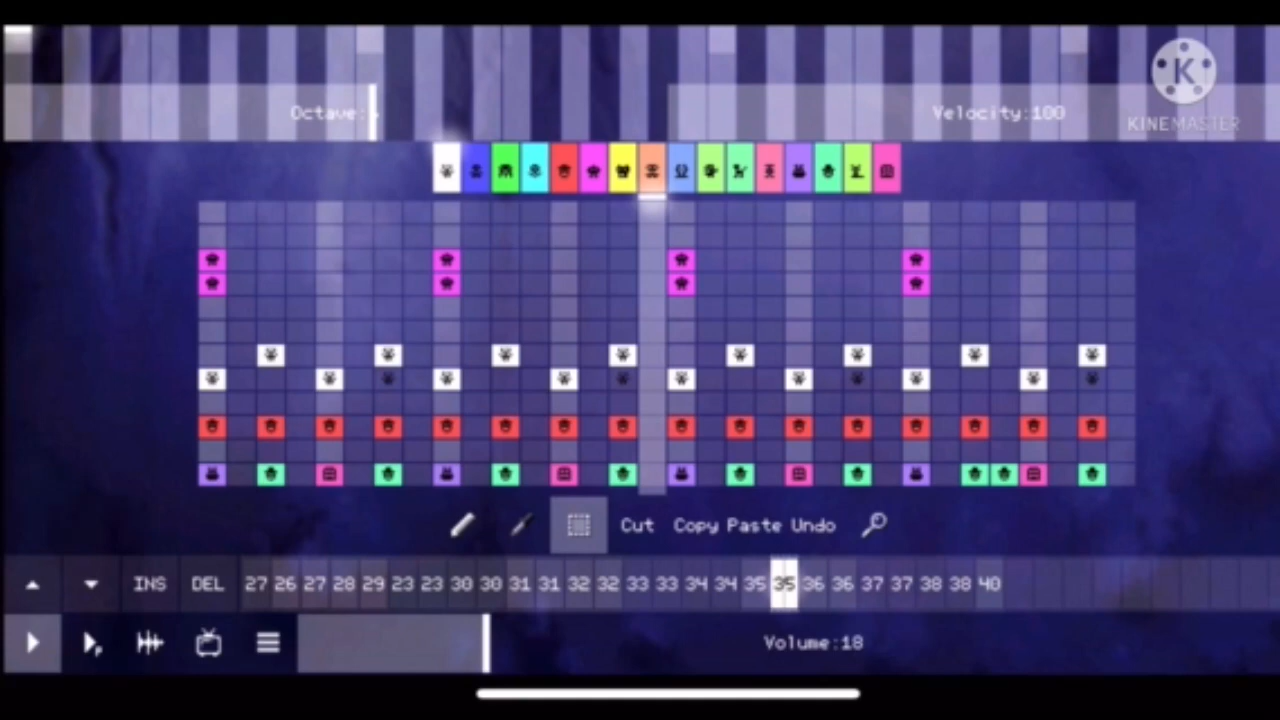 Octave:
Velocity:100
K
KINEMASTER
Cut Copy Paste Undo
INS DEL 27 26 27 28 29 23 23 30 30 31 31 32 32 33 33 34 34 35 35 36 36 37 37 38 38 40
Volume:18